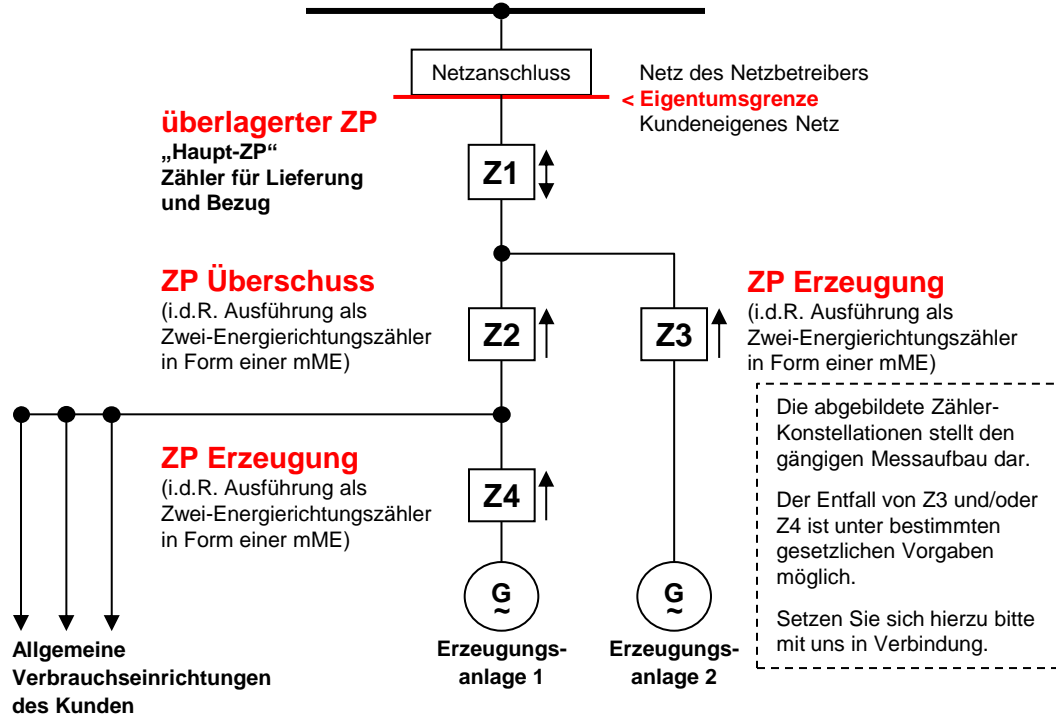 Netzanschluss
Netz des Netzbetreibers
< Eigentumsgrenze
Kundeneigenes Netz
überlagerter ZP
„Haupt-ZP“
Zähler für Lieferung
und Bezug
Z1
ZP Überschuss
(i.d.R. Ausführung als
Zwei-Energierichtungszähler
in Form einer mME)
Z2
Z3
ZP Erzeugung
(i.d.R. Ausführung als
Zwei-Energierichtungszähler
in Form einer mME)
Die abgebildete Zähler-
Konstellationen stellt den
gängigen Messaufbau dar.
Der Entfall von Z3 und/oder
Z4 ist unter bestimmten
gesetzlichen Vorgaben
möglich.
Setzen Sie sich hierzu bitte
mit uns in Verbindung.
ZP Erzeugung
(i.d.R. Ausführung als
Zwei-Energierichtungszähler
in Form einer mME)
Z4
G
~
G
~
Allgemeine
Verbrauchseinrichtungen
des Kunden
Erzeugungs-
anlage 1
Erzeugungs-
anlage 2